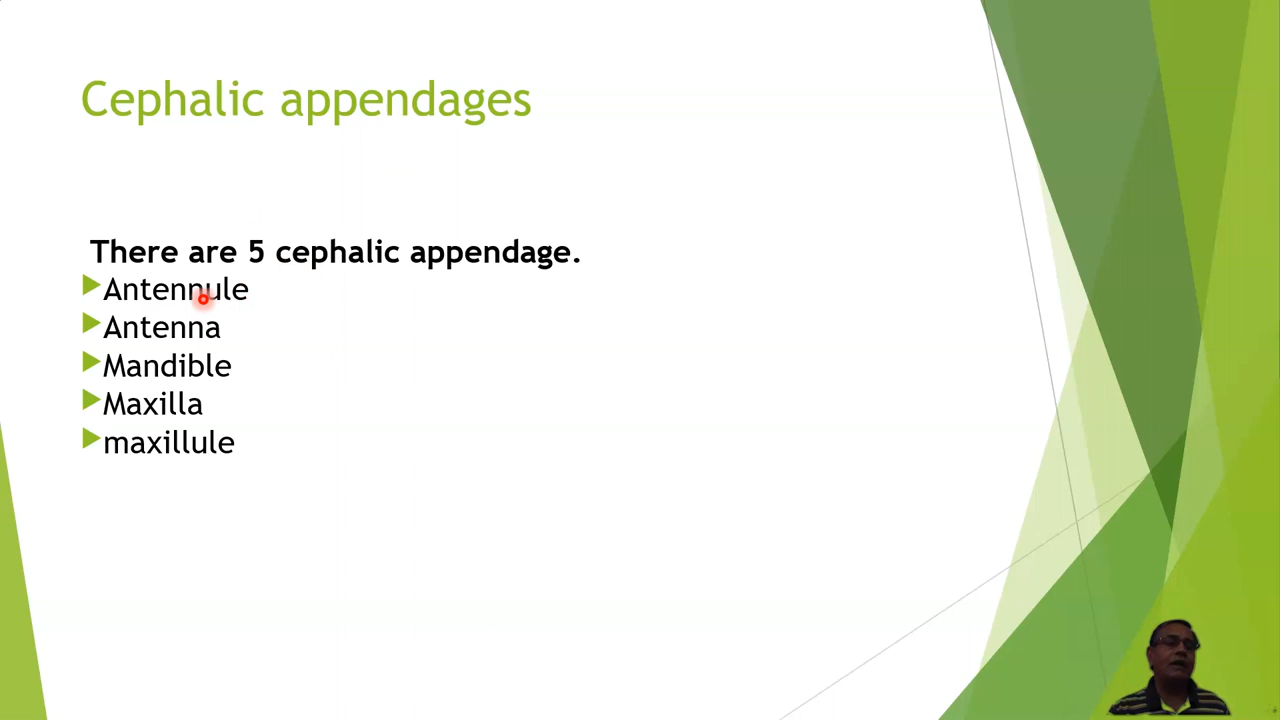 Cephalic appendages
There are 5 cephalic appendage.
Antennule
Antenna
Mandible
Maxilla
maxillule